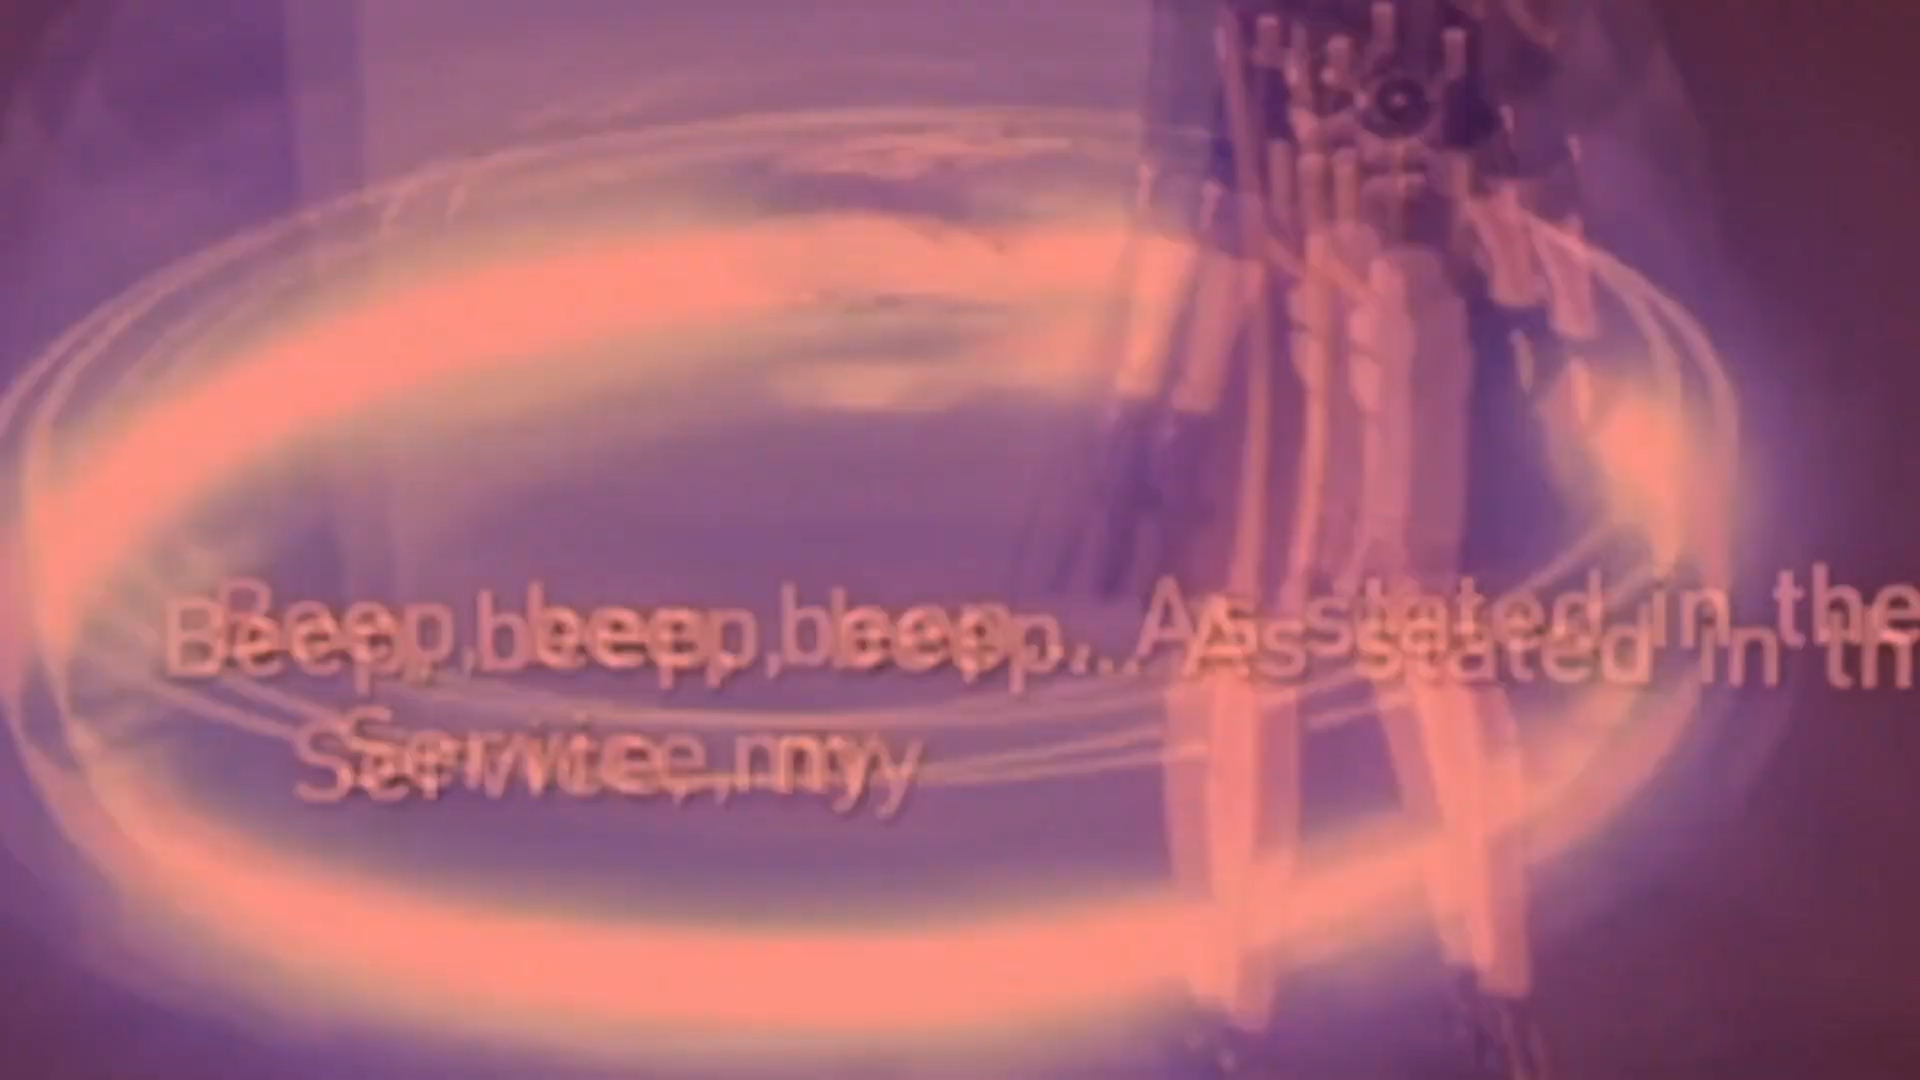 Beep, beep, beep... As stated in the
Service, my